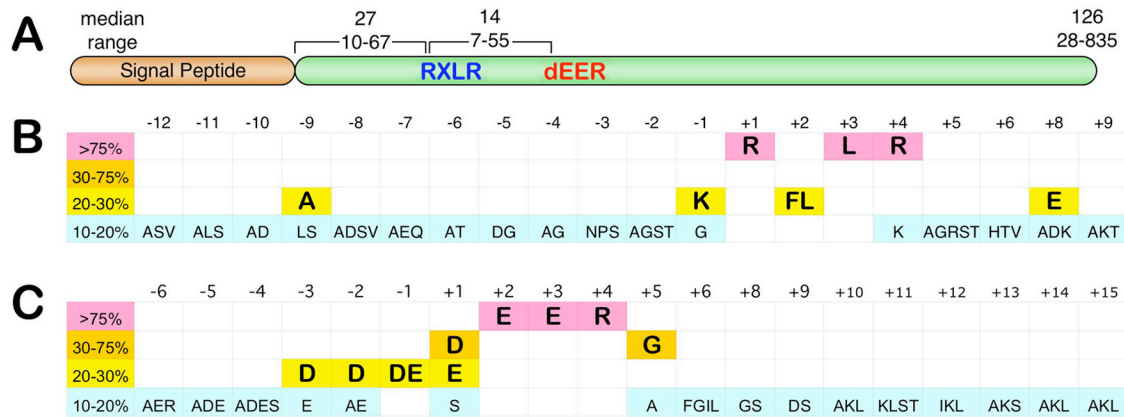 A
median 27 14 126
range 10-67 7-55 28-835
Signal Peptide RXLR dEER
B
-12 -11 -10 -9 -8 -7 -6 -5 -4 -3 -2 -1 +1 +2 +3 +4 +5 +6 +8 +9
>75% R L R
30-75%
20-30% A K FL E
10-20% ASV ALS AD LS ADSV AEQ AT DG AG NPS AGST G K AGRST HTV ADK AKT
C
-6 -5 -4 -3 -2 -1 +1 +2 +3 +4 +5 +6 +8 +9 +10 +11 +12 +13 +14 +15
>75% E E R
30-75% D G
20-30% D D DE E
10-20% AER ADE ADES E AE S A FGIL GS DS AKL KLST IKL AKS AKL AKL